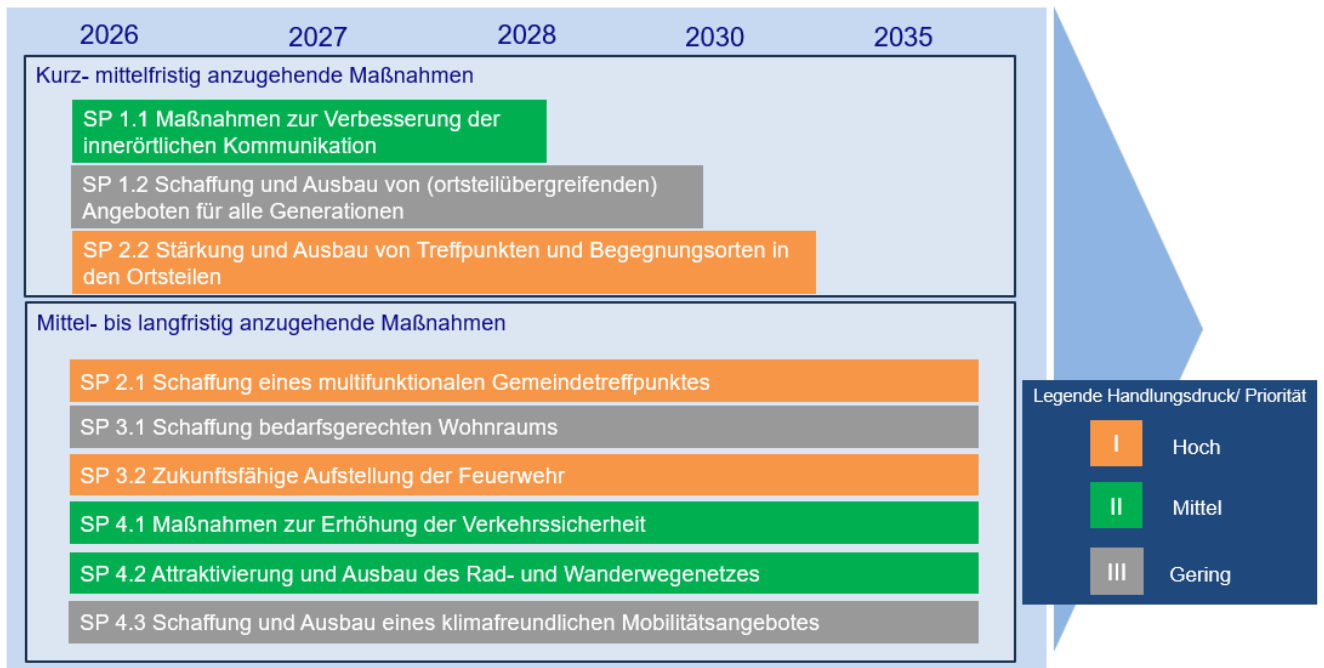 2026 2027 2028 2030 2035
Kurz- mittelfristig anzugehende Maßnahmen
SP 1.1 Maßnahmen zur Verbesserung der
innerörtlichen Kommunikation
SP 1.2 Schaffung und Ausbau von (ortsteilübergreifenden)
Angeboten für alle Generationen
SP 2.2 Stärkung und Ausbau von Treffpunkten und Begegnungsorten in
den Ortsteilen
Mittel- bis langfristig anzugehende Maßnahmen
SP 2.1 Schaffung eines multifunktionalen Gemeindetreffpunktes
SP 3.1 Schaffung bedarfsgerechten Wohnraums
SP 3.2 Zukunftsfähige Aufstellung der Feuerwehr
SP 4.1 Maßnahmen zur Erhöhung der Verkehrssicherheit
SP 4.2 Attraktivierung und Ausbau des Rad- und Wanderwegenetzes
SP 4.3 Schaffung und Ausbau eines klimafreundlichen Mobilitätsangebotes
Legende Handlungsdruck/ Priorität
I Hoch
II Mittel
III Gering